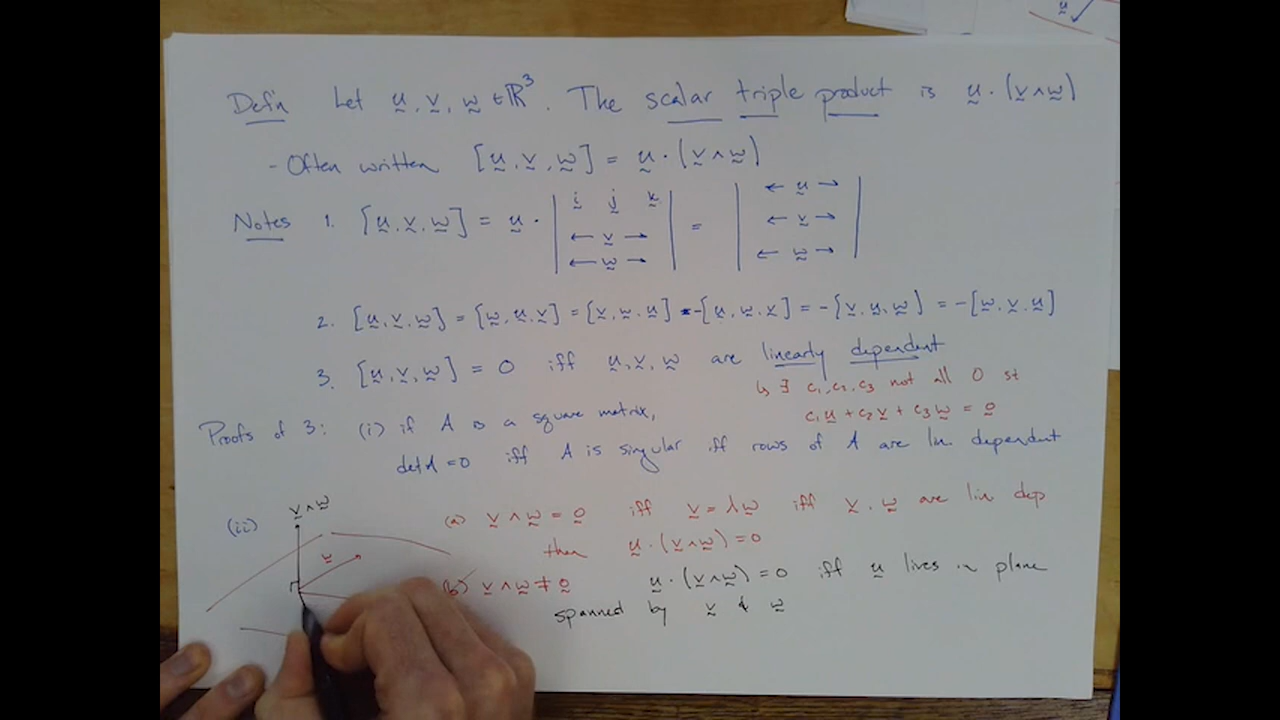 Defn Let u, v, w ∈ ℝ³. The scalar triple product is u · (v ∧ w)
- Often written [u, v, w] = u · (v ∧ w)
Notes 1. [u, v, w] = u · | i j k ; ← v → ; ← w → | = | ← u → ; ← v → ; ← w → |
2. [u, v, w] = [w, u, v] = [v, w, u] = -[u, w, v] = -[v, u, w] = -[w, v, u]
3. [u, v, w] = 0 iff u, v, w are linearly dependent
↳ ∃ c₁, c₂, c₃ not all 0 st
c₁u + c₂v + c₃w = 0
Proofs of 3: (i) if A is a square matrix,
det A = 0 iff A is singular iff rows of A are lin. dependent
(ii) v ∧ w
w
(a) v ∧ w = 0 iff v = λw iff v, w are lin dep
then u · (v ∧ w) = 0
(b) v ∧ w ≠ 0 u · (v ∧ w) = 0 iff u lives in plane
spanned by v & w
u